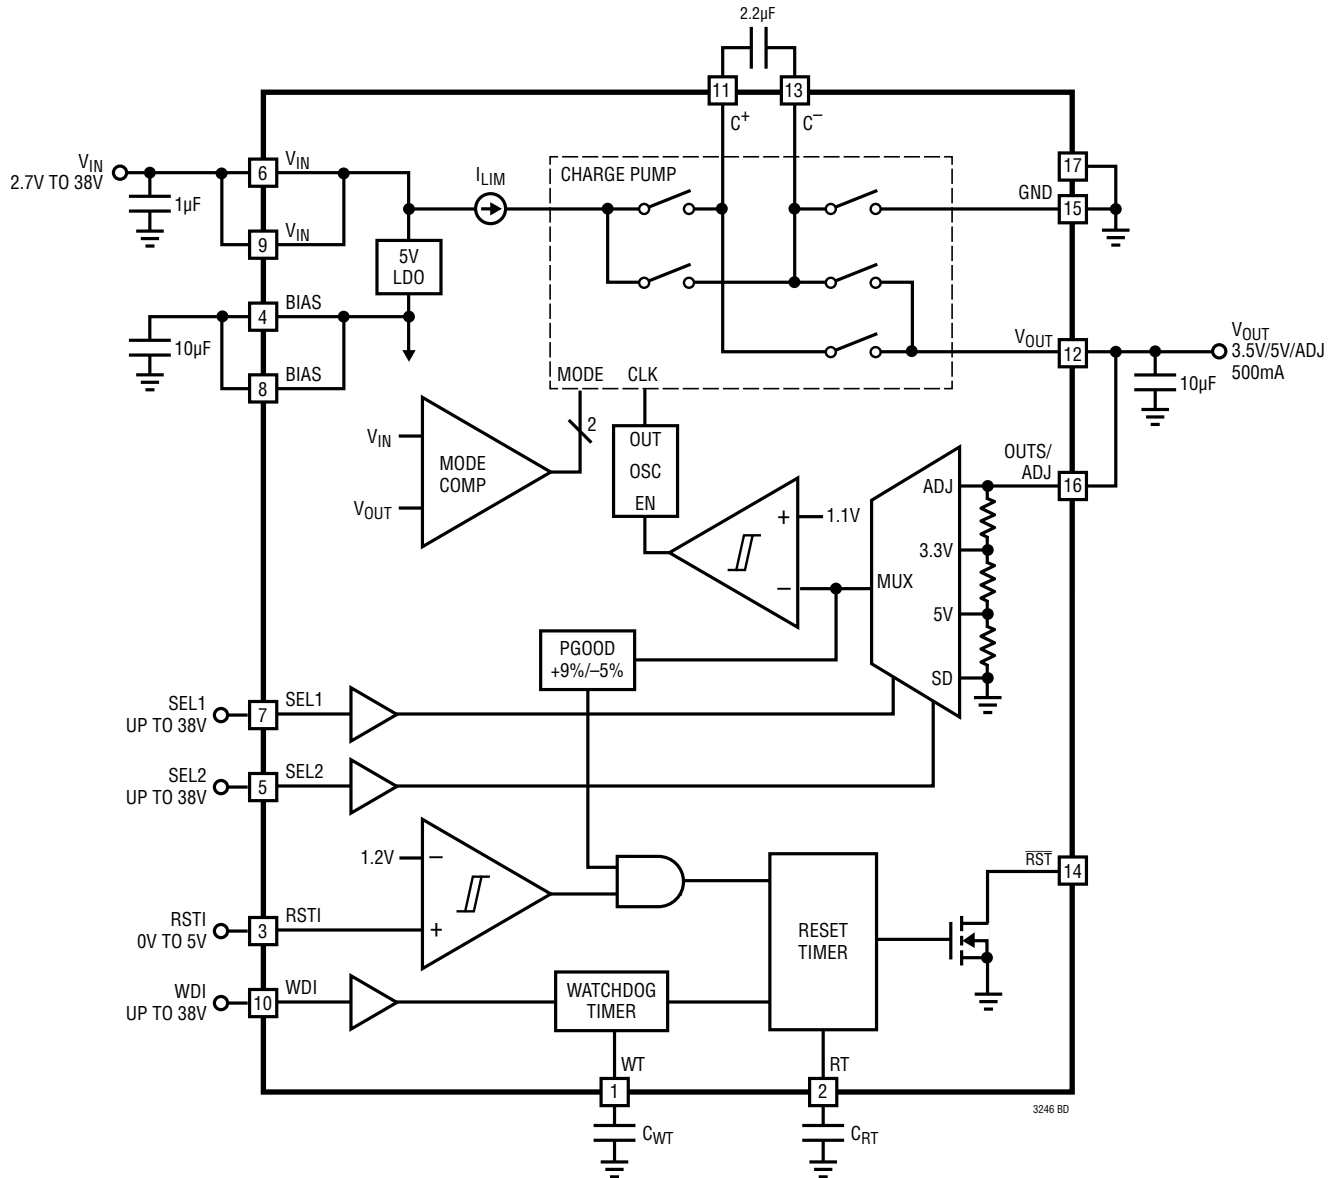 2.2µF
11
13
C+
C–
VIN
2.7V TO 38V
1µF
6
VIN
9
VIN
ILIM
CHARGE PUMP
17
GND
15
5V
LDO
4
BIAS
10µF
8
BIAS
VOUT
12
VOUT
3.5V/5V/ADJ
500mA
10µF
MODE
CLK
2
VIN
VOUT
MODE
COMP
OUT
OSC
EN
+
1.1V
–
MUX
ADJ
3.3V
5V
SD
OUTS/
ADJ
16
PGOOD
+9%/–5%
SEL1
UP TO 38V
7
SEL1
SEL2
UP TO 38V
5
SEL2
1.2V
–
+
RSTI
0V TO 5V
3
RSTI
WDI
UP TO 38V
10
WDI
WATCHDOG
TIMER
RESET
TIMER
RST
14
WT
1
CWT
RT
2
CRT
3246 BD